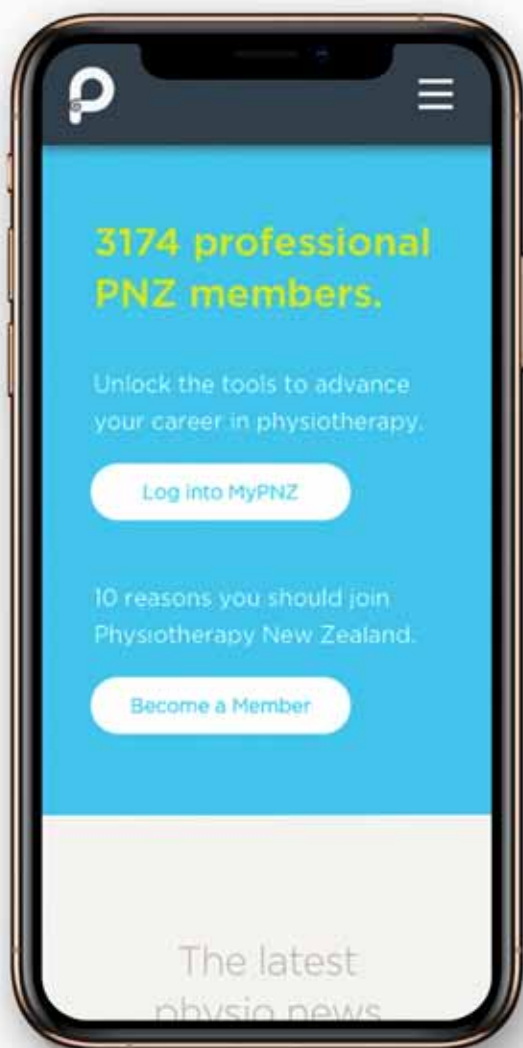 3174 professional
PNZ members.
Unlock the tools to advance
your career in physiotherapy.
Log into MyPNZ
10 reasons you should join
Physiotherapy New Zealand.
Become a Member
The latest
physio news